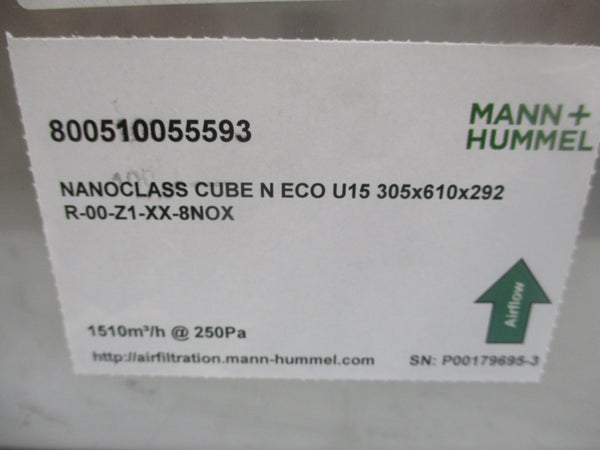 800510055593
MANN+
HUMMEL
NANOCLASS CUBE N ECO U15 305x610x292
R-00-Z1-XX-8NOX
Airflow
1510m³/h @ 250Pa
http://airfiltration.mann-hummel.com
SN: P00179695-3